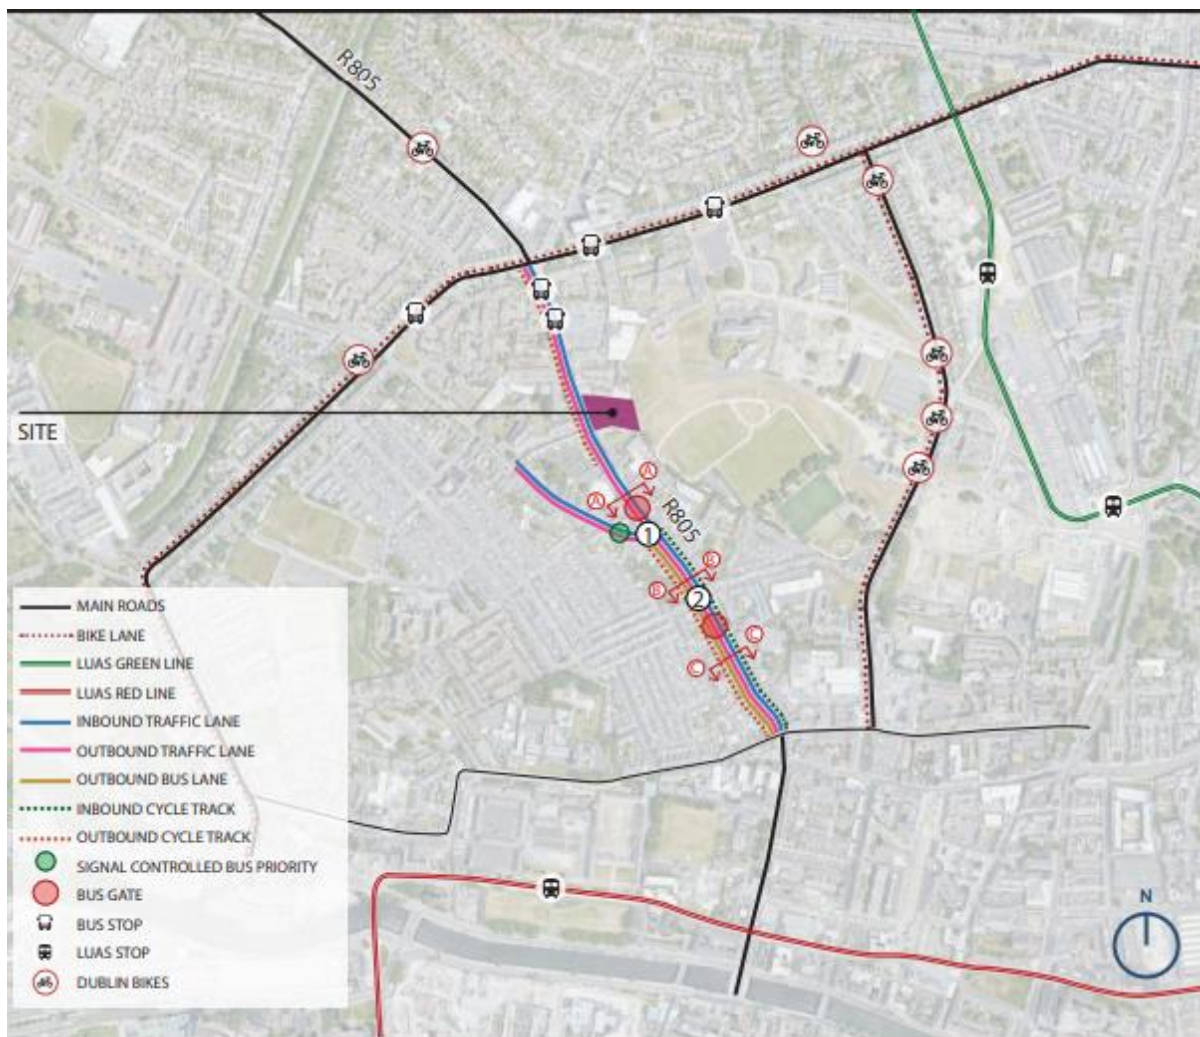 R805
SITE
A
A
R805
1
B
B
2
C
C
MAIN ROADS
BIKE LANE
LUAS GREEN LINE
LUAS RED LINE
INBOUND TRAFFIC LANE
OUTBOUND TRAFFIC LANE
OUTBOUND BUS LANE
INBOUND CYCLE TRACK
OUTBOUND CYCLE TRACK
SIGNAL CONTROLLED BUS PRIORITY
BUS GATE
BUS STOP
LUAS STOP
DUBLIN BIKES
N